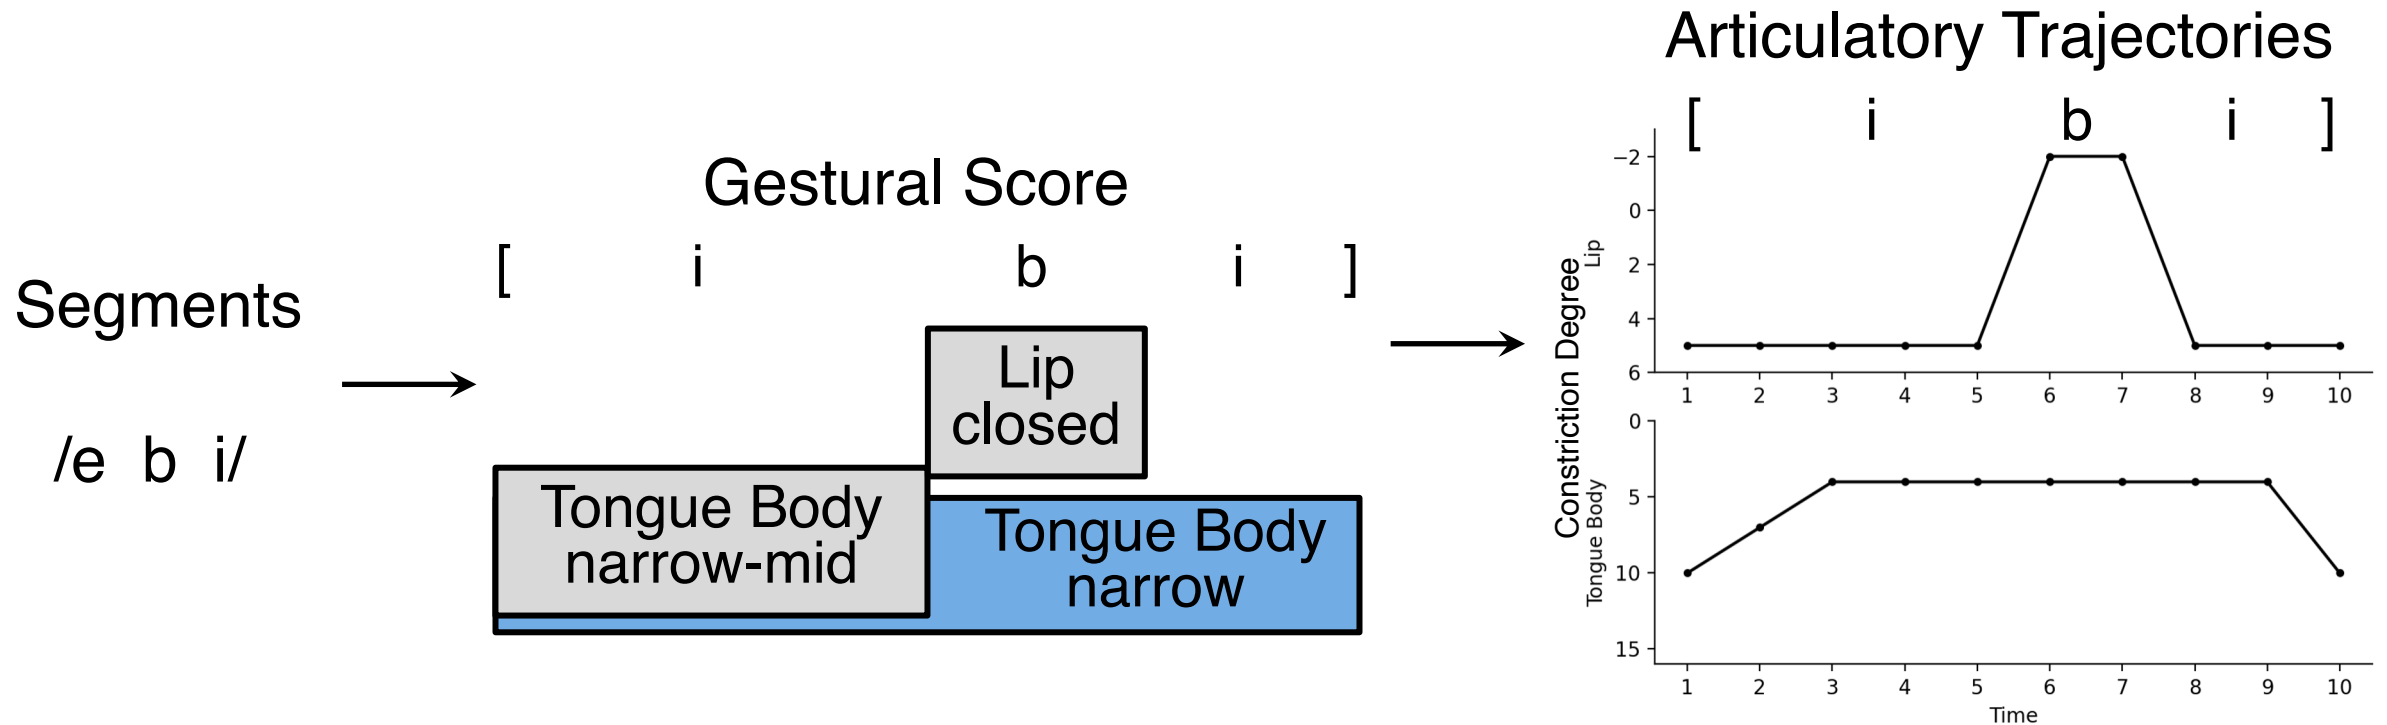 Segments
/e b i/
Gestural Score
[ i b i ]
Lip
closed
Tongue Body
narrow-mid
Tongue Body
narrow
Articulatory Trajectories
[ i b i ]
Constriction Degree
Lip
−2
0
2
4
6
1 2 3 4 5 6 7 8 9 10
Tongue Body
0
5
10
15
1 2 3 4 5 6 7 8 9 10
Time